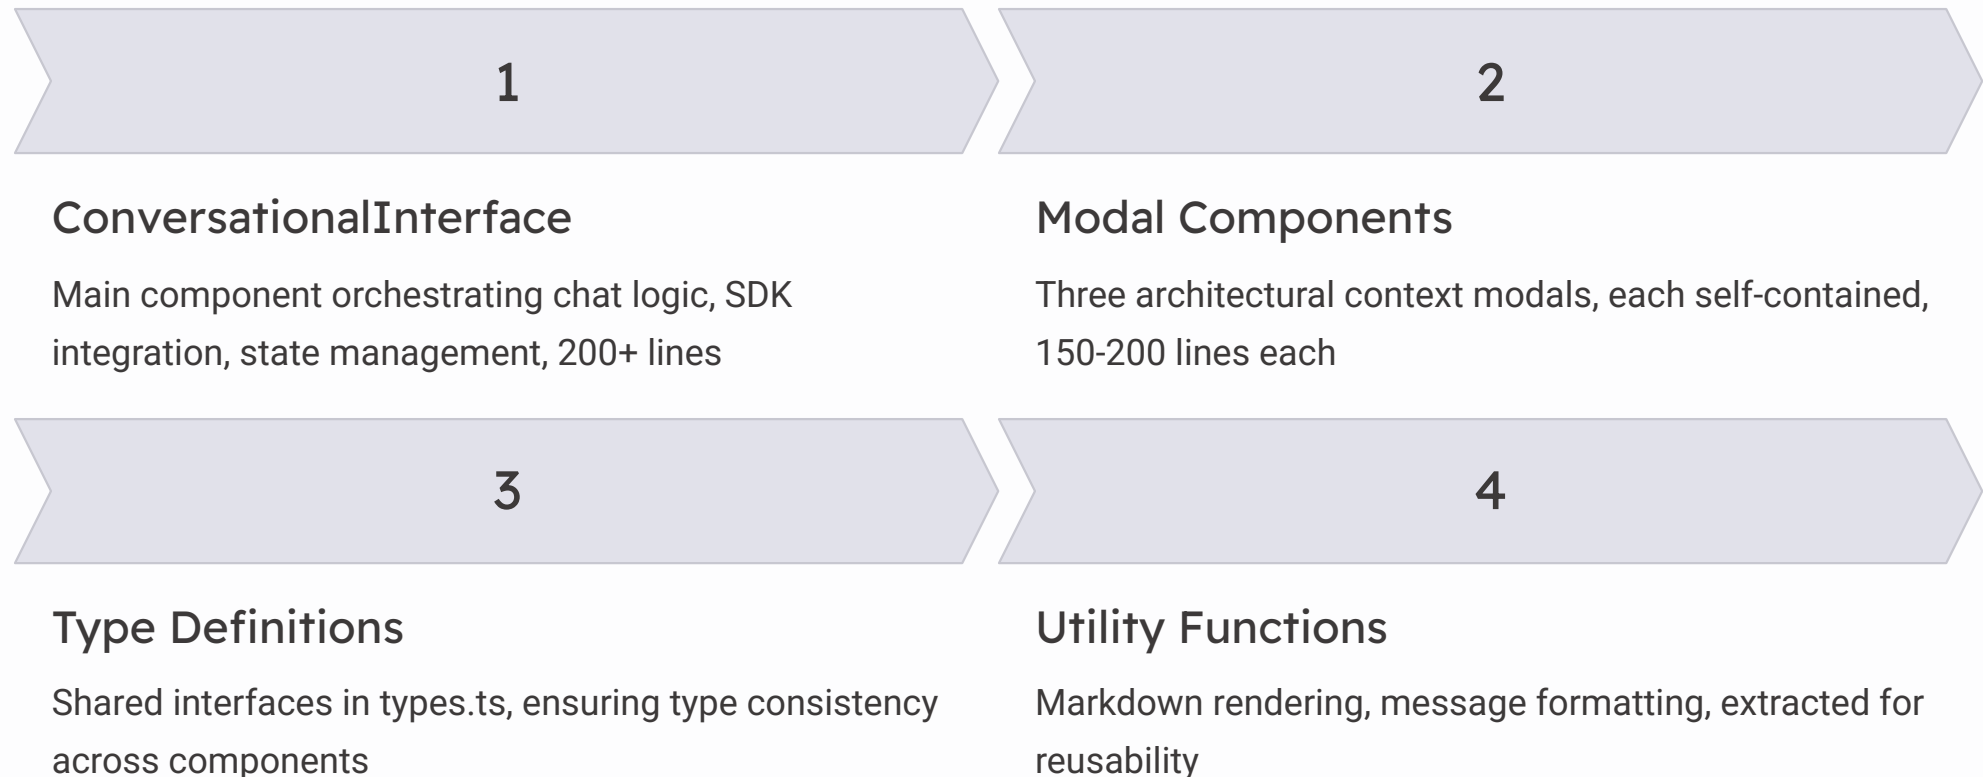 1
ConversationalInterface
Main component orchestrating chat logic, SDK
integration, state management, 200+ lines
2
Modal Components
Three architectural context modals, each self-contained,
150-200 lines each
3
Type Definitions
Shared interfaces in types.ts, ensuring type consistency
across components
4
Utility Functions
Markdown rendering, message formatting, extracted for
reusability